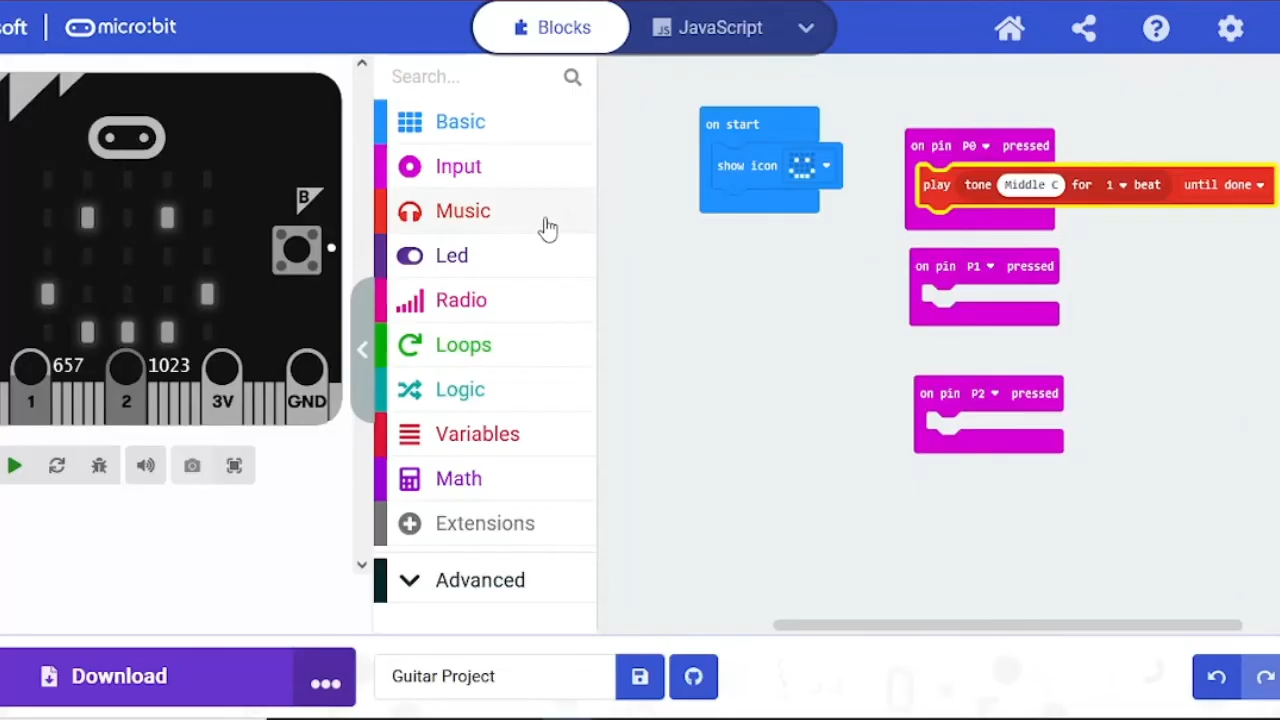 soft | micro:bit
Blocks
JavaScript
Search...
Basic
Input
Music
Led
Radio
Loops
Logic
Variables
Math
Extensions
Advanced
B
657
1023
1
2
3V
GND
on start
show icon
on pin P0 pressed
play tone Middle C for 1 beat until done
on pin P1 pressed
on pin P2 pressed
Download
Guitar Project